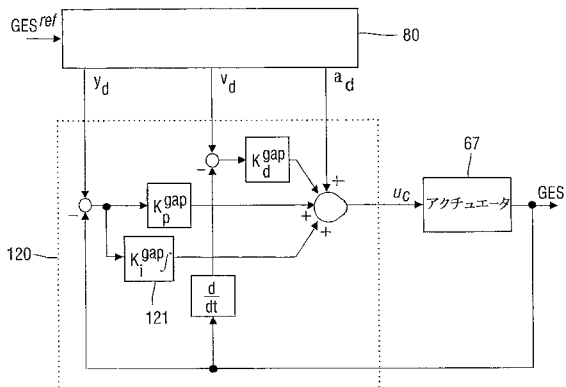 GES^ref
80
y_d
v_d
a_d
-
K_d^gap
+
67
u_c
アクチュエータ
GES
-
K_p^gap
+
+
120
K_i^gap ∫
121
d/dt